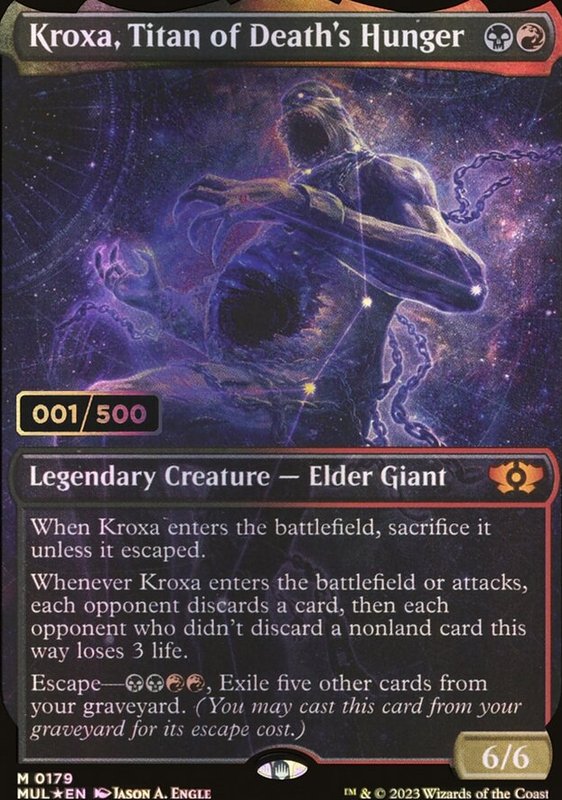 Kroxa, Titan of Death's Hunger
001/500
Legendary Creature — Elder Giant
When Kroxa enters the battlefield, sacrifice it
unless it escaped.
Whenever Kroxa enters the battlefield or attacks,
each opponent discards a card, then each
opponent who didn't discard a nonland card this
way loses 3 life.
Escape—, Exile five other cards from
your graveyard. (You may cast this card from your
graveyard for its escape cost.)
6/6
M 0179
MUL★EN Jason A. Engle
™ & © 2023 Wizards of the Coast